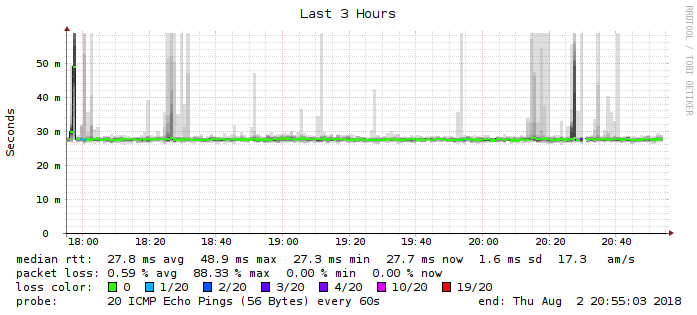 Last 3 Hours
RRDTOOL / TOBI OETIKER
Seconds
50 m
40 m
30 m
20 m
10 m
0
18:00 18:20 18:40 19:00 19:20 19:40 20:00 20:20 20:40
median rtt: 27.8 ms avg 48.9 ms max 27.3 ms min 27.7 ms now 1.6 ms sd 17.3 am/s
packet loss: 0.59 % avg 88.33 % max 0.00 % min 0.00 % now
loss color: 0 1/20 2/20 3/20 4/20 10/20 19/20
probe: 20 ICMP Echo Pings (56 Bytes) every 60s end: Thu Aug 2 20:55:03 2018